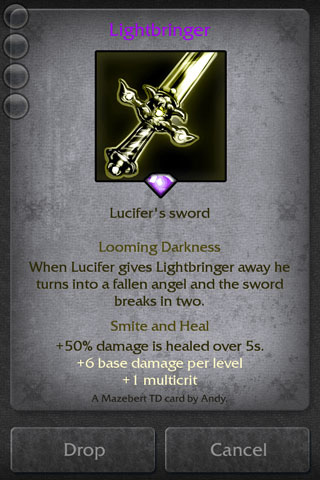 Lightbringer
Lucifer's sword
Looming Darkness
When Lucifer gives Lightbringer away he
turns into a fallen angel and the sword
breaks in two.
Smite and Heal
+50% damage is healed over 5s.
+6 base damage per level
+1 multicrit
A Mazebert TD card by Andy.
Drop
Cancel